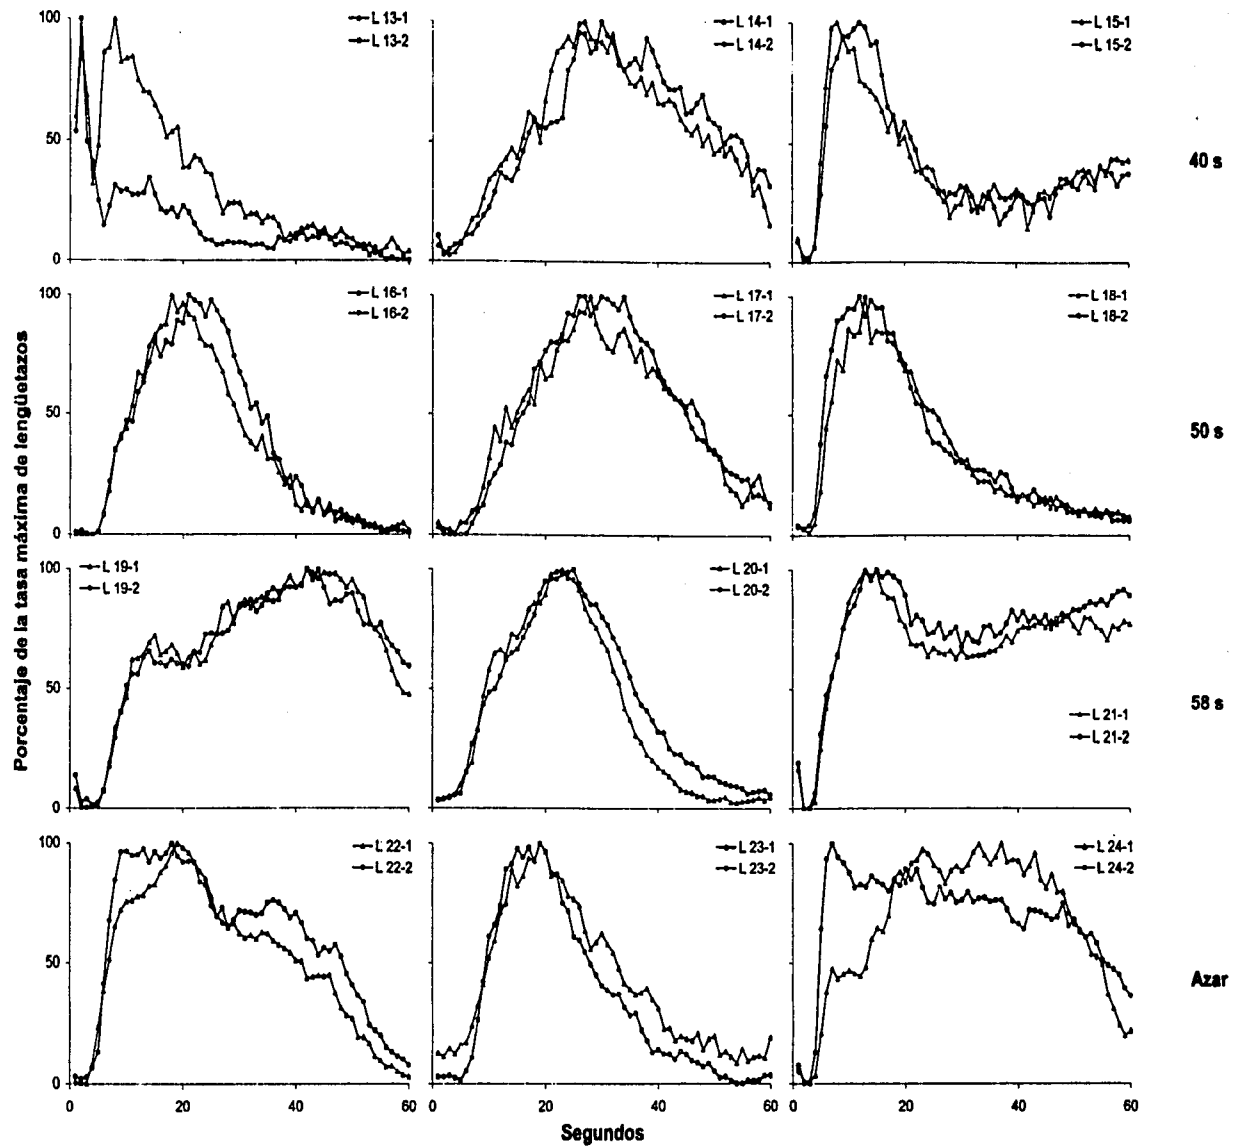 100
50
0
L 13-1
L 13-2
L 14-1
L 14-2
L 15-1
L 15-2
40 s
100
50
0
L 16-1
L 16-2
L 17-1
L 17-2
L 18-1
L 18-2
50 s
Porcentaje de la tasa máxima de lengüetazos
100
50
0
L 19-1
L 19-2
L 20-1
L 20-2
L 21-1
L 21-2
58 s
100
50
0
L 22-1
L 22-2
L 23-1
L 23-2
L 24-1
L 24-2
Azar
0 20 40 60
0 20 40 60
0 20 40 60
Segundos